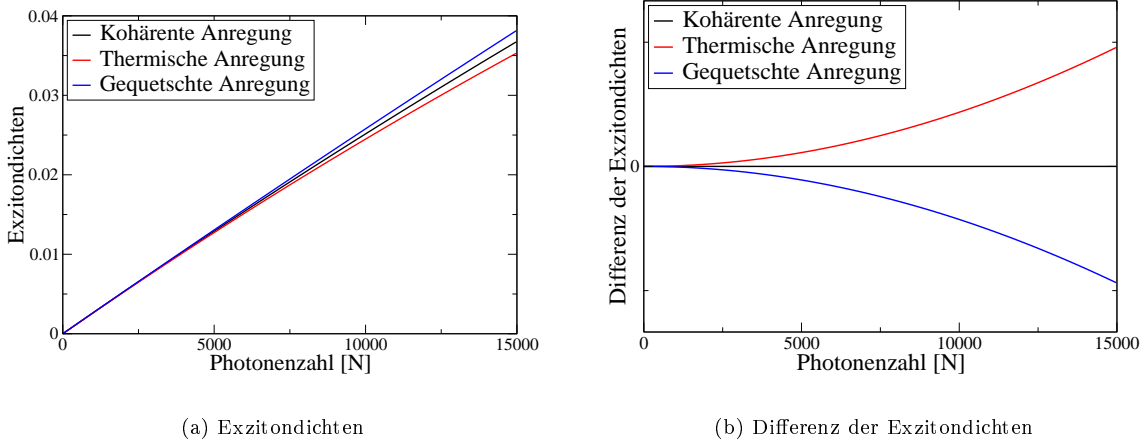 0.04
0.03
0.02
0.01
0
Exzitondichten
Kohärente Anregung
Thermische Anregung
Gequetschte Anregung
0 5000 10000 15000
Photonenzahl [N]
(a) Exzitondichten
0
Differenz der Exzitondichten
Kohärente Anregung
Thermische Anregung
Gequetschte Anregung
0 5000 10000 15000
Photonenzahl [N]
(b) Differenz der Exzitondichten